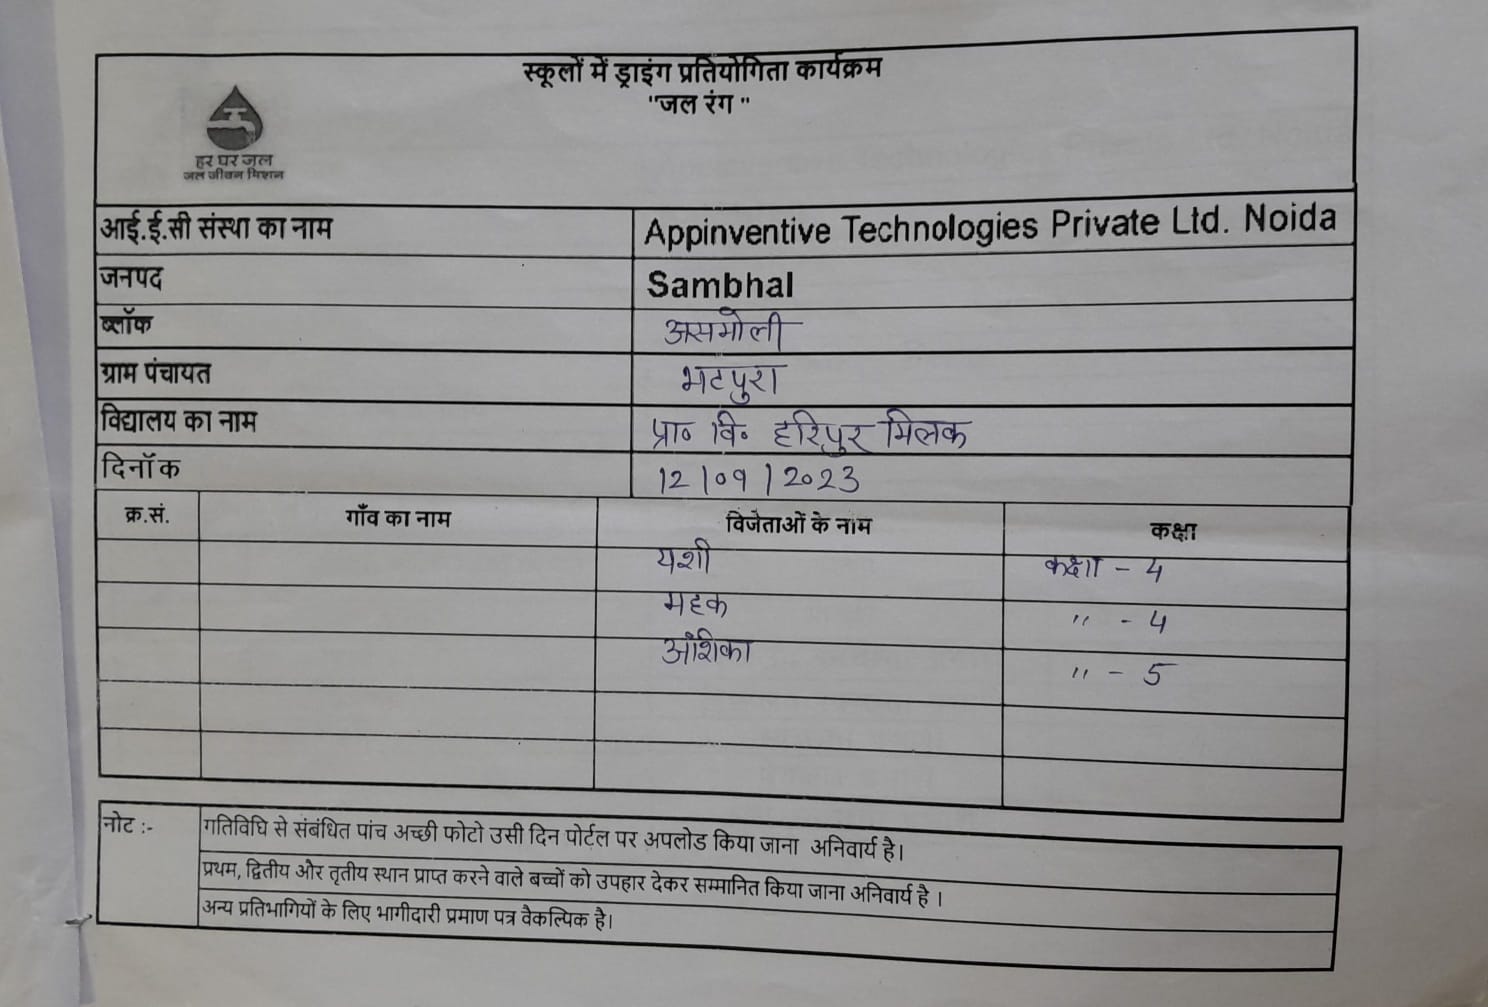 स्कूलों में ड्राइंग प्रतियोगिता कार्यक्रम
"जल रंग"
हर घर जल
जल जीवन मिशन
आई.ई.सी संस्था का नाम Appinventive Technologies Private Ltd. Noida
जनपद Sambhal
ब्लॉक असमोली
ग्राम पंचायत भटपुरा
विद्यालय का नाम प्रा० वि० हरिपुर मिलक
दिनॉक 12/09/2023
क्र.सं. गाँव का नाम विजेताओं के नाम कक्षा
यशी कक्षा - 4
महक " - 4
अंशिका " - 5
नोट :- गतिविधि से संबंधित पांच अच्छी फोटो उसी दिन पोर्टल पर अपलोड किया जाना अनिवार्य है।
प्रथम, द्वितीय और तृतीय स्थान प्राप्त करने वाले बच्चों को उपहार देकर सम्मानित किया जाना अनिवार्य है ।
अन्य प्रतिभागियों के लिए भागीदारी प्रमाण पत्र वैकल्पिक है।